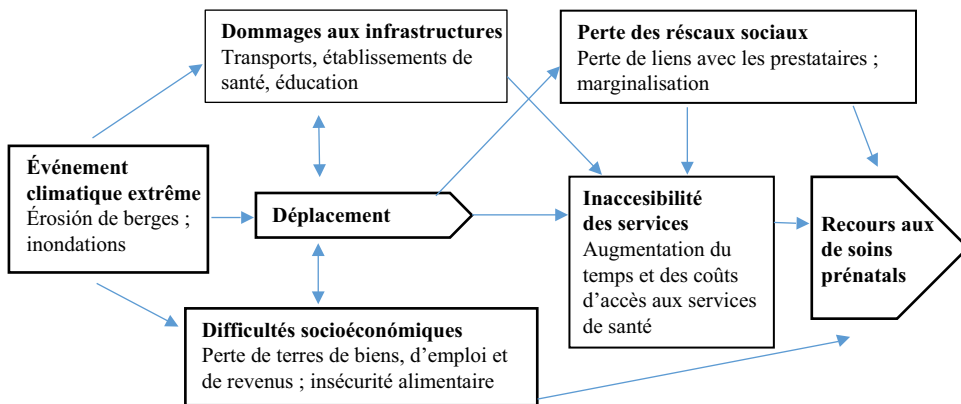 Dommages aux infrastructures
Transports, établissements de
santé, éducation
Perte des réscaux sociaux
Perte de liens avec les prestataires ;
marginalisation
Événement
climatique extrême
Érosión de berges ;
inondations
Déplacement
Inaccesibilité
des services
Augmentation du
temps et des coûts
d’accès aux services
de santé
Recours aux
de soins
prénatals
Difficultés socioéconómiques
Perte de terres de biens, d’emploi et
de revenus ; insécurité alimentaire